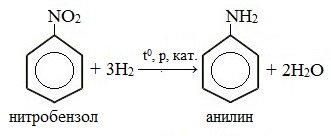 NO2 NH2
+ 3H2 t0, p, кат. + 2H2O
нитробензол анилин